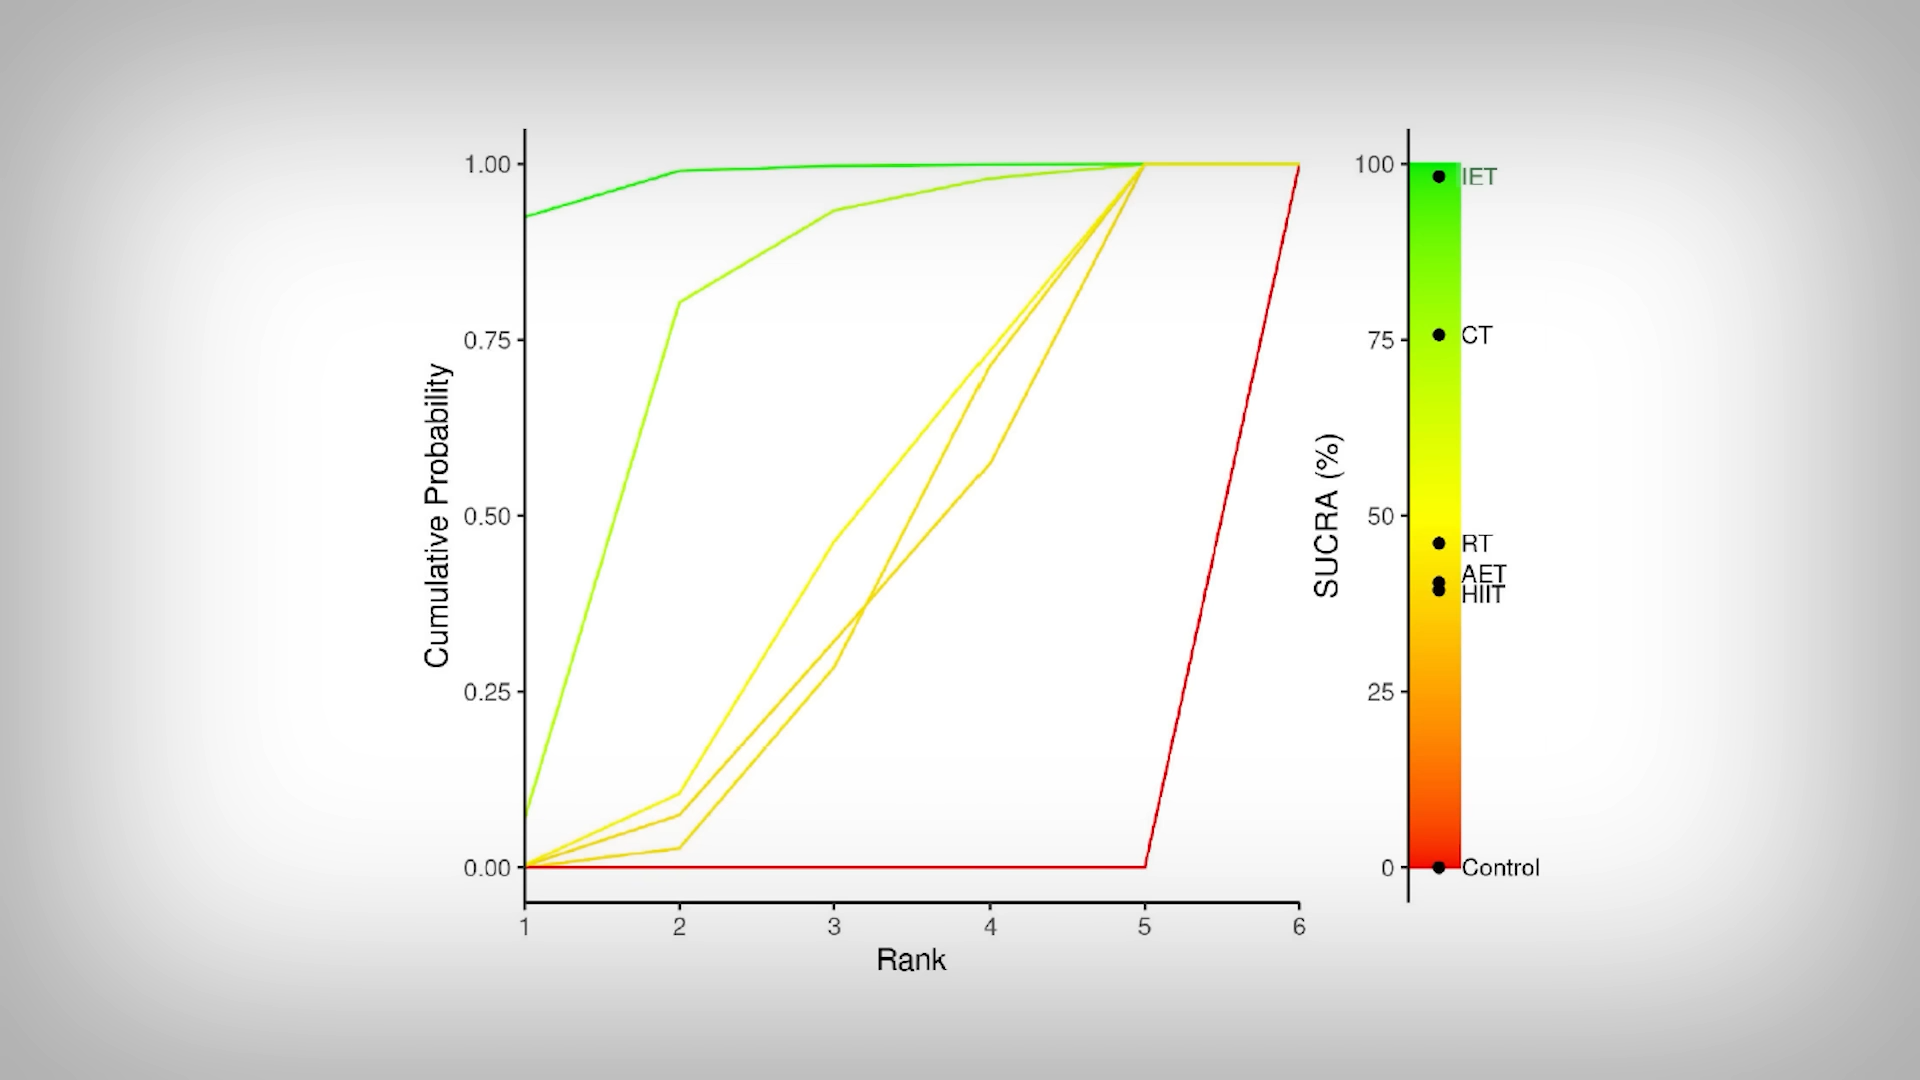 1.00
0.75
0.50
0.25
0.00
Cumulative Probability
1 2 3 4 5 6
Rank
SUCRA (%)
100
75
50
25
0
IET
CT
RT
AET
HIIT
Control